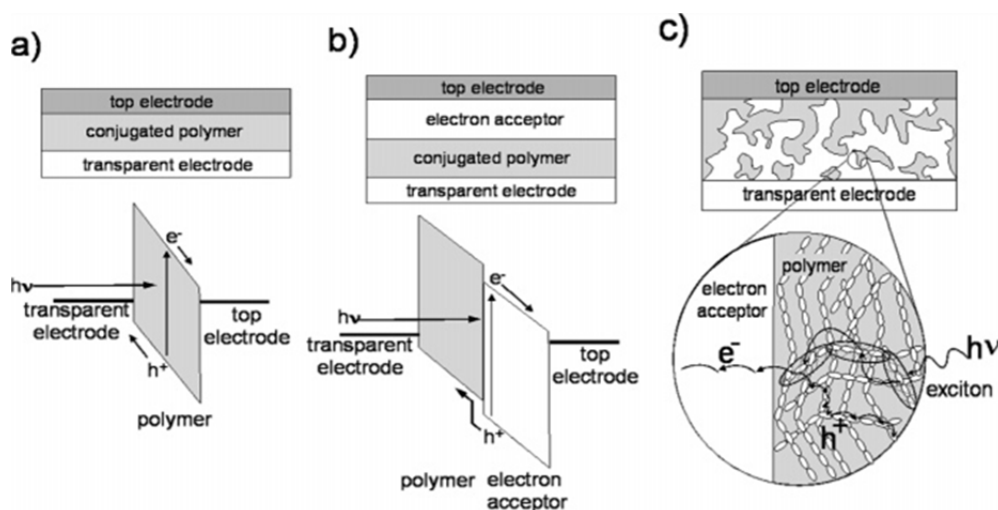 a)
top electrode
conjugated polymer
transparent electrode
e-
hν
transparent
electrode
top
electrode
h+
polymer
b)
top electrode
electron acceptor
conjugated polymer
transparent electrode
e-
hν
transparent
electrode
top
electrode
h+
polymer electron
acceptor
c)
top electrode
transparent electrode
polymer
electron
acceptor
e-
hν
exciton
h+